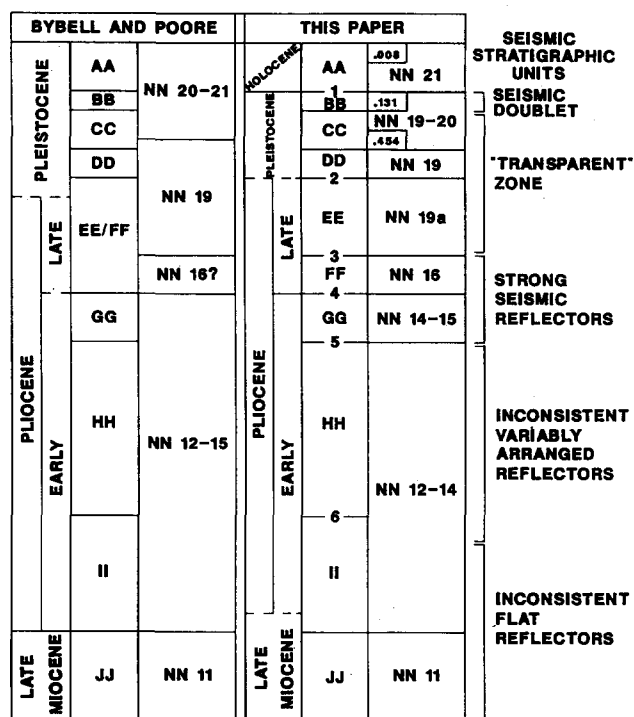 BYBELL AND POORE
PLEISTOCENE
PLIOCENE
LATE
EARLY
LATE
MIOCENE
AA
BB
CC
DD
EE/FF
GG
HH
II
JJ
NN 20-21
NN 19
NN 16?
NN 12-15
NN 11
THIS PAPER
HOLOCENE
PLEISTOCENE
PLIOCENE
LATE
EARLY
LATE
MIOCENE
AA
1
BB
CC
DD
2
EE
3
FF
4
GG
5
HH
6
II
JJ
.008
NN 21
.131
NN 19-20
.454
NN 19
NN 19a
NN 16
NN 14-15
NN 12-14
NN 11
SEISMIC
STRATIGRAPHIC
UNITS
SEISMIC
DOUBLET
"TRANSPARENT"
ZONE
STRONG
SEISMIC
REFLECTORS
INCONSISTENT
VARIABLY
ARRANGED
REFLECTORS
INCONSISTENT
FLAT
REFLECTORS